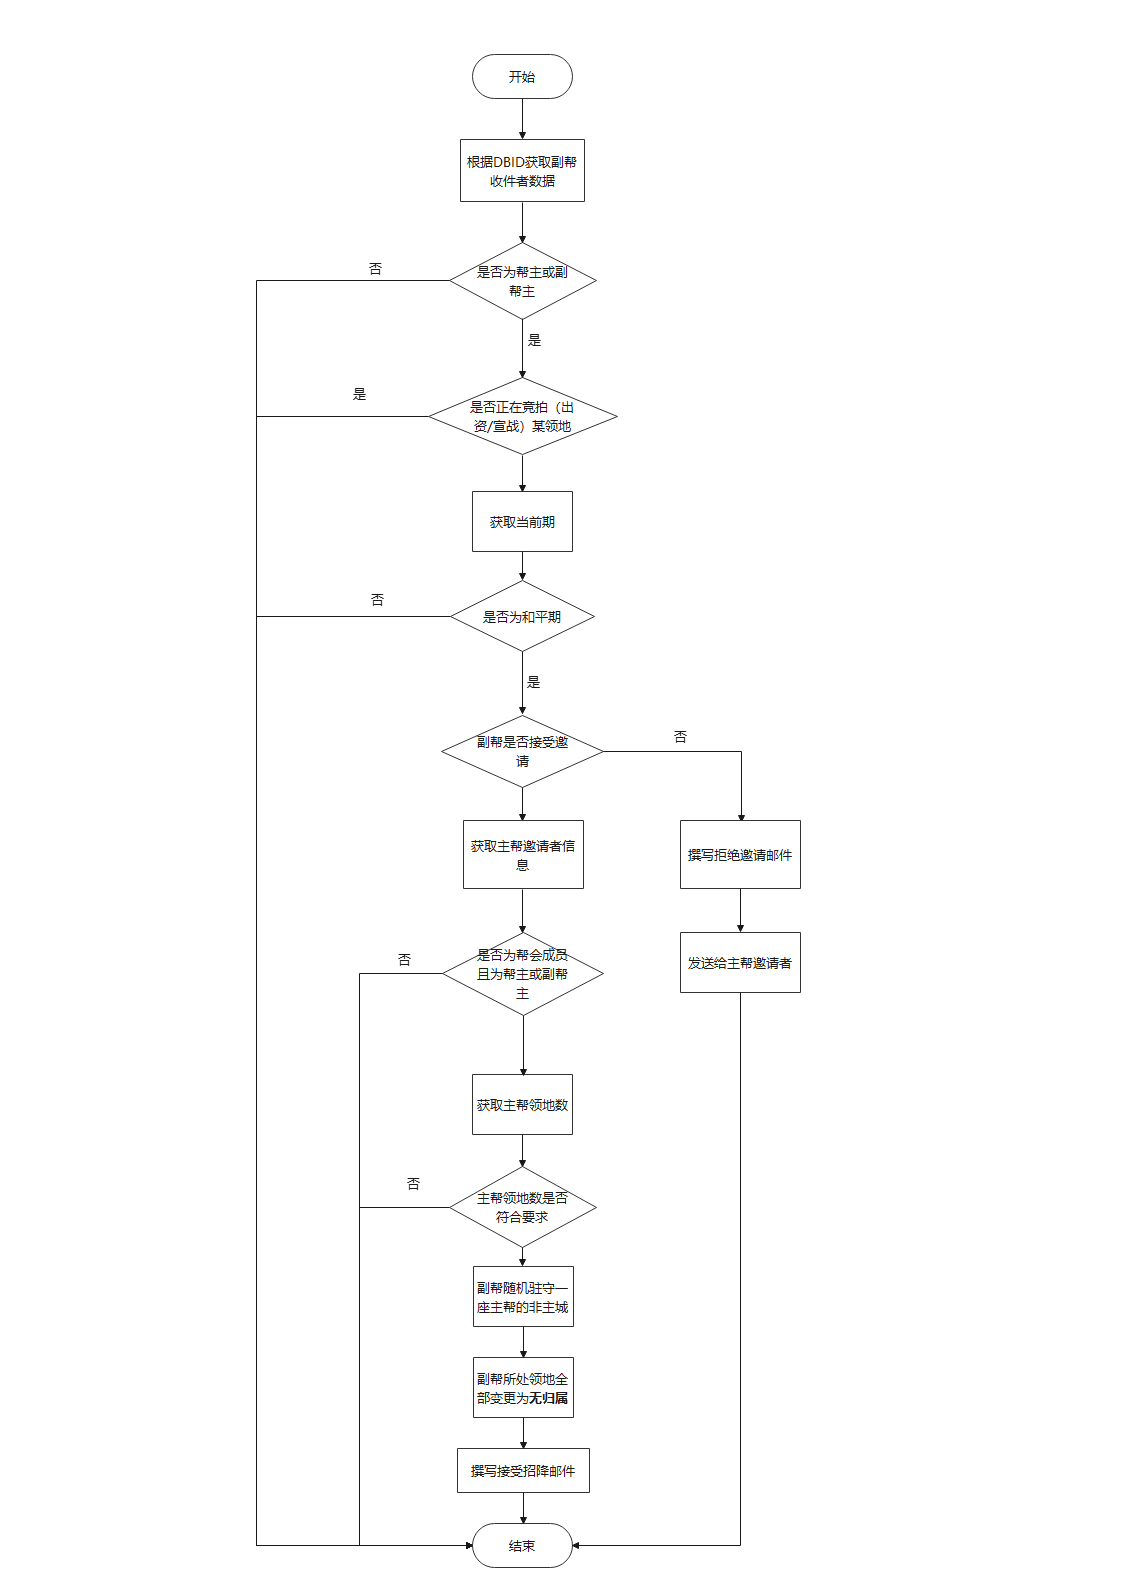 开始
根据DBID获取副帮
收件者数据
否
是否为帮主或副
帮主
是
是
是否正在竞拍（出
资/宣战）某领地
获取当前期
否
是否为和平期
是
副帮是否接受邀
请
否
获取主帮邀请者信
息
撰写拒绝邀请邮件
否
是否为帮会成员
且为帮主或副帮
主
发送给主帮邀请者
获取主帮领地数
否
主帮领地数是否
符合要求
副帮随机驻守一
座主帮的非主城
副帮所处领地全
部变更为无归属
撰写接受招降邮件
结束